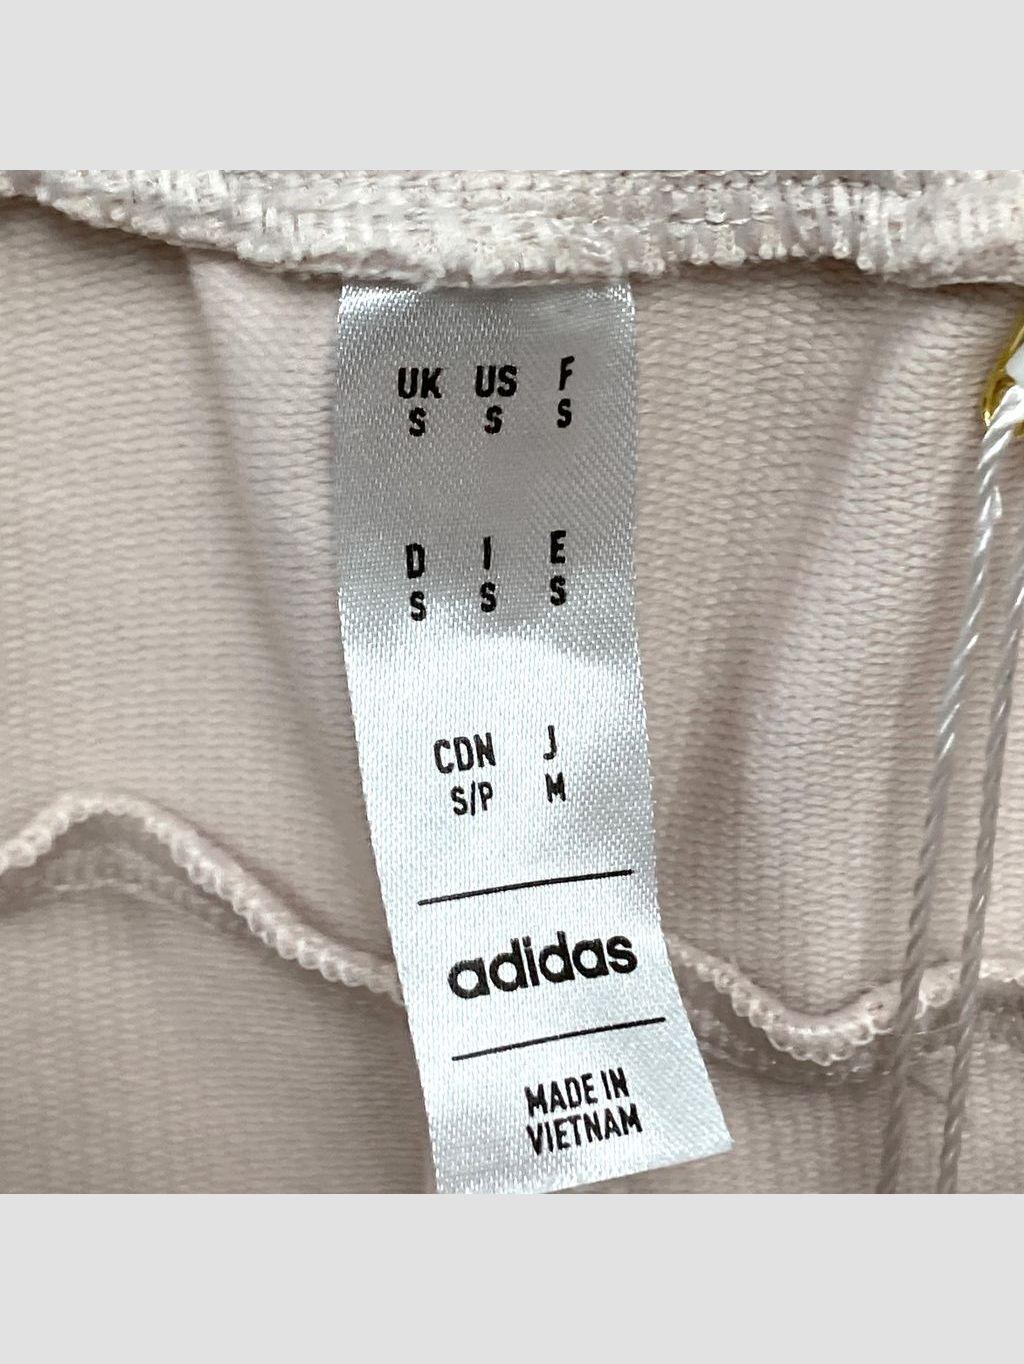 UK US F
S S S
D I E
S S S
CDN J
S/P M
adidas
MADE IN
VIETNAM